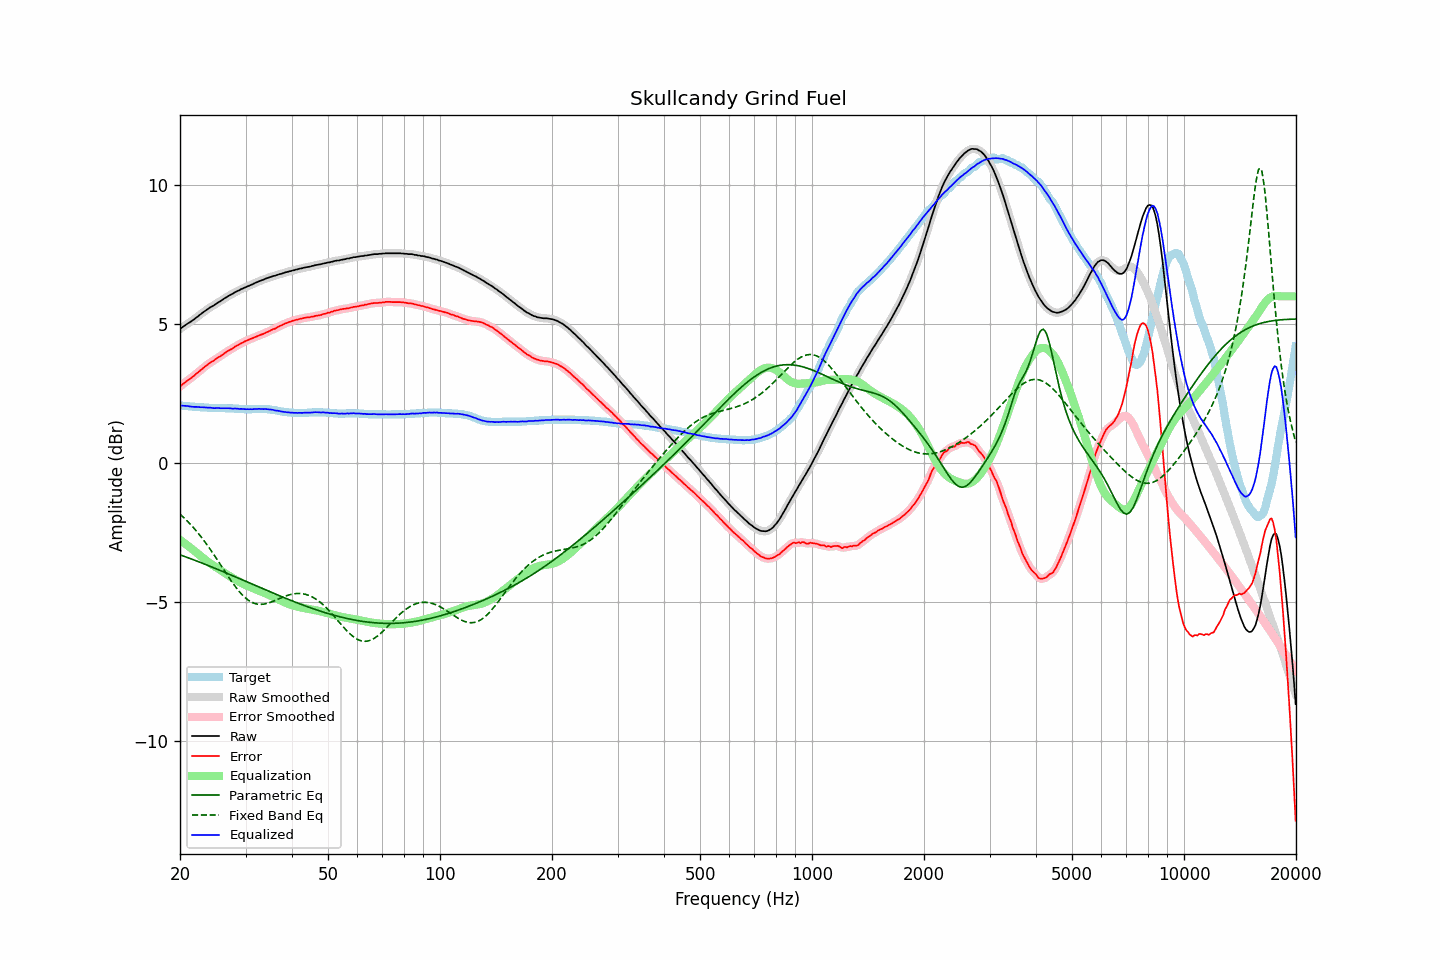 Skullcandy Grind Fuel
Amplitude (dBr)
10
5
0
−5
−10
Target
Raw Smoothed
Error Smoothed
Raw
Error
Equalization
Parametric Eq
Fixed Band Eq
Equalized
20 50 100 200 500 1000 2000 5000 10000 20000
Frequency (Hz)